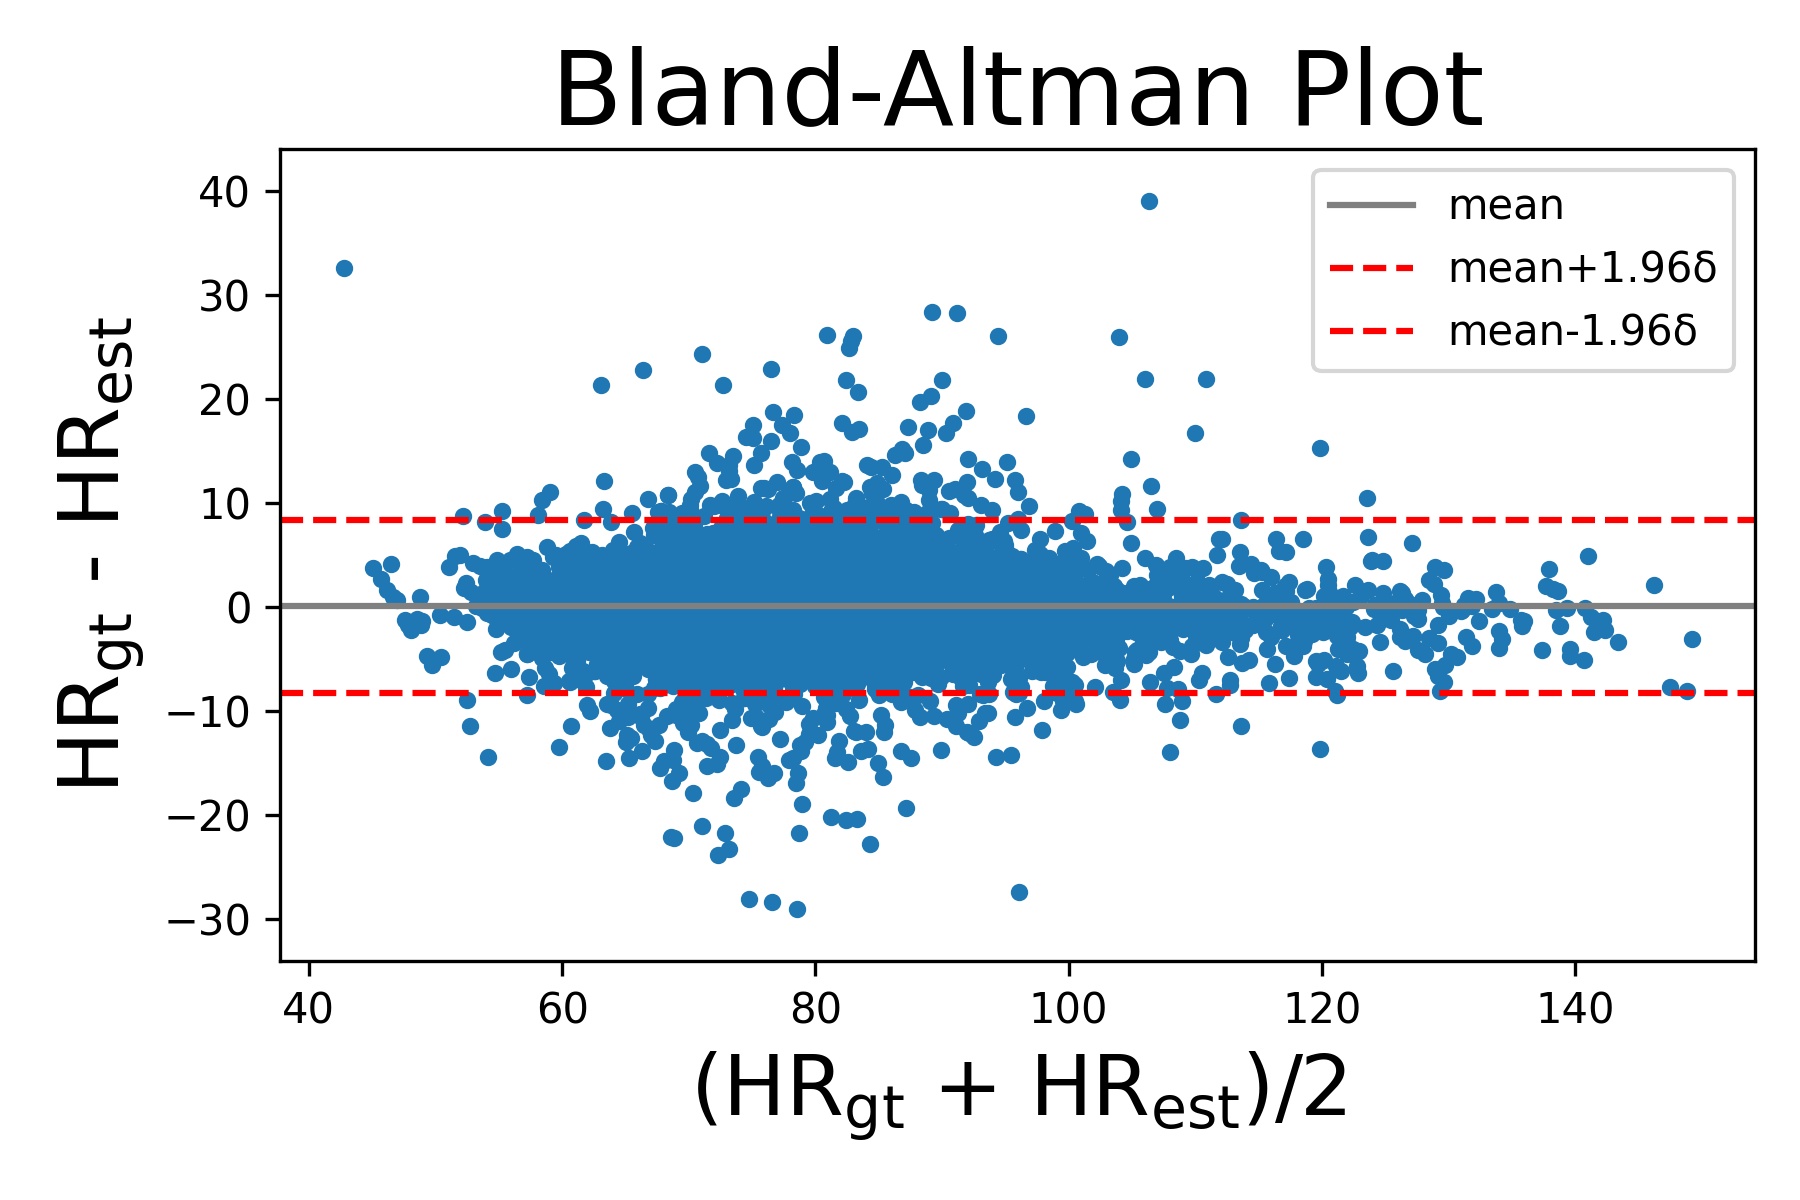 Bland-Altman Plot
HRgt - HRest
40
30
20
10
0
−10
−20
−30
mean
mean+1.96δ
mean-1.96δ
40 60 80 100 120 140
(HRgt + HRest)/2